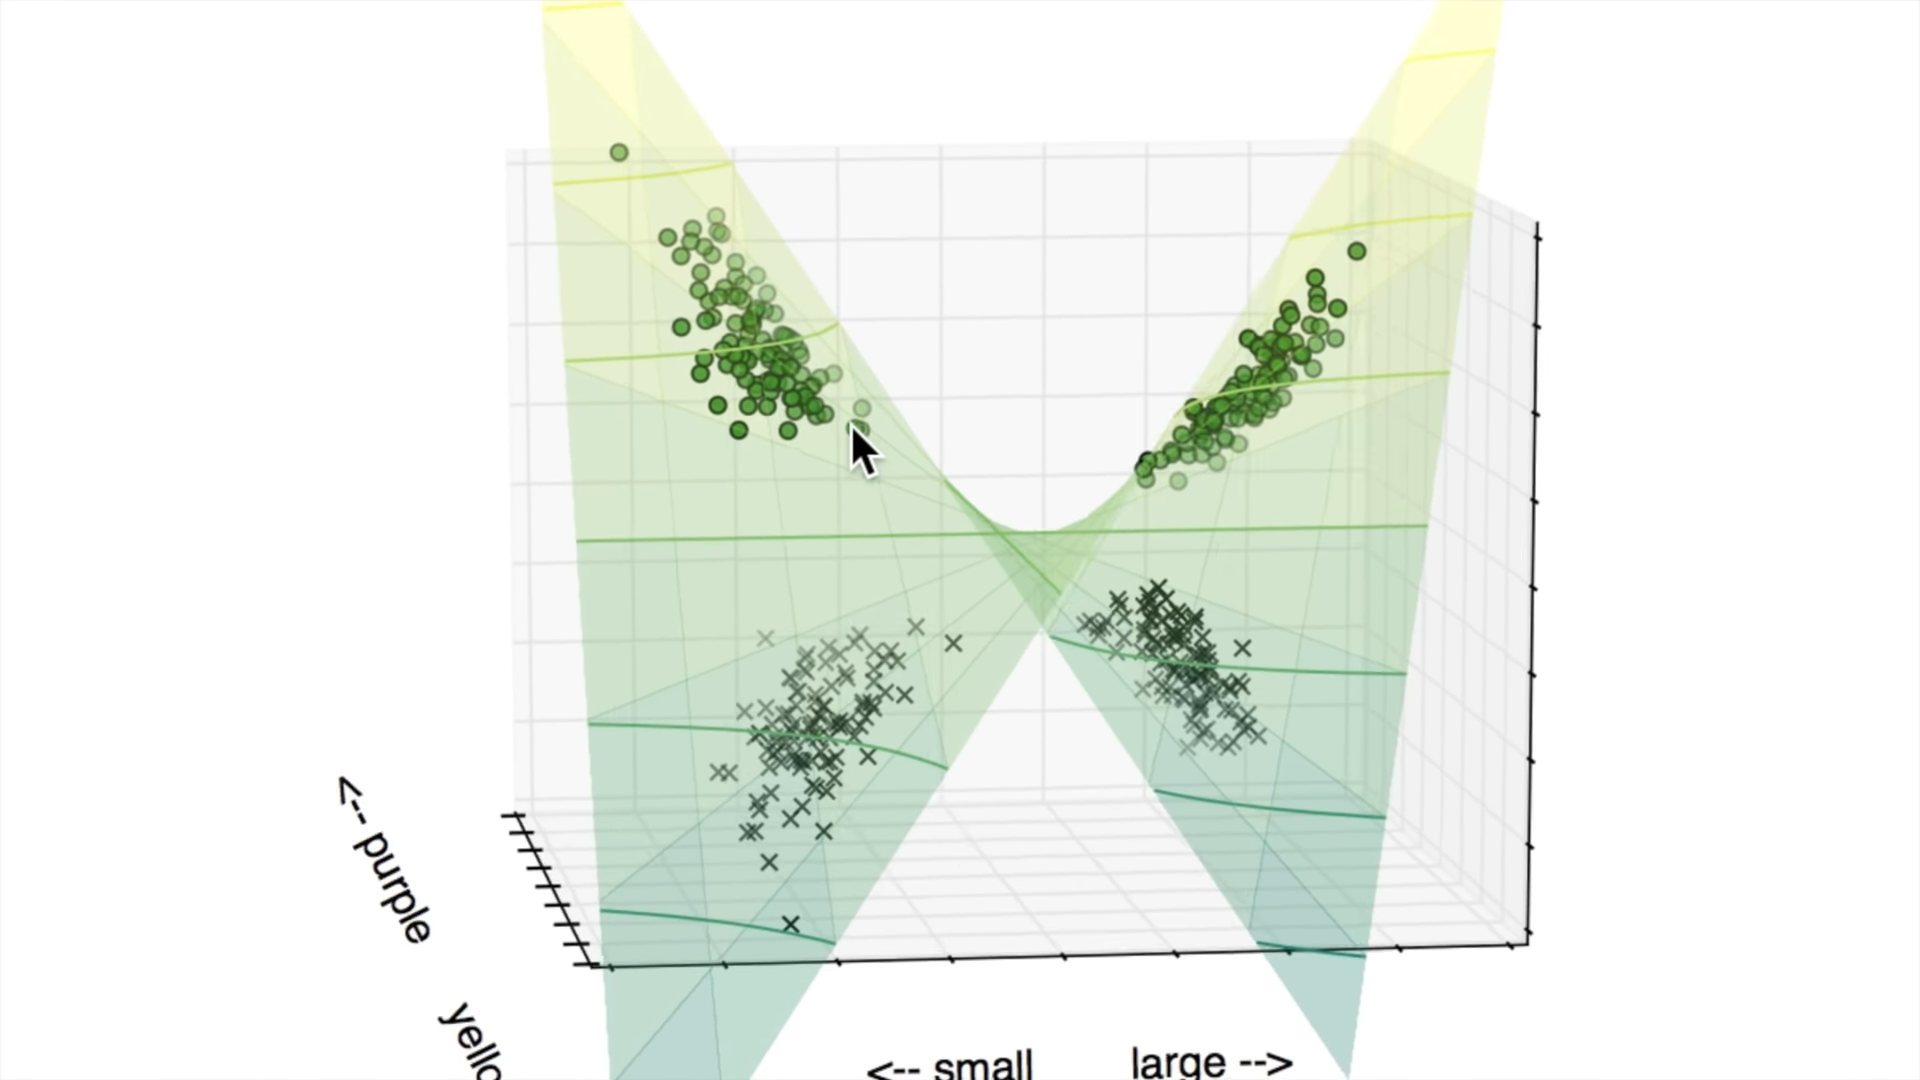 <-- purple
<-- small
large -->